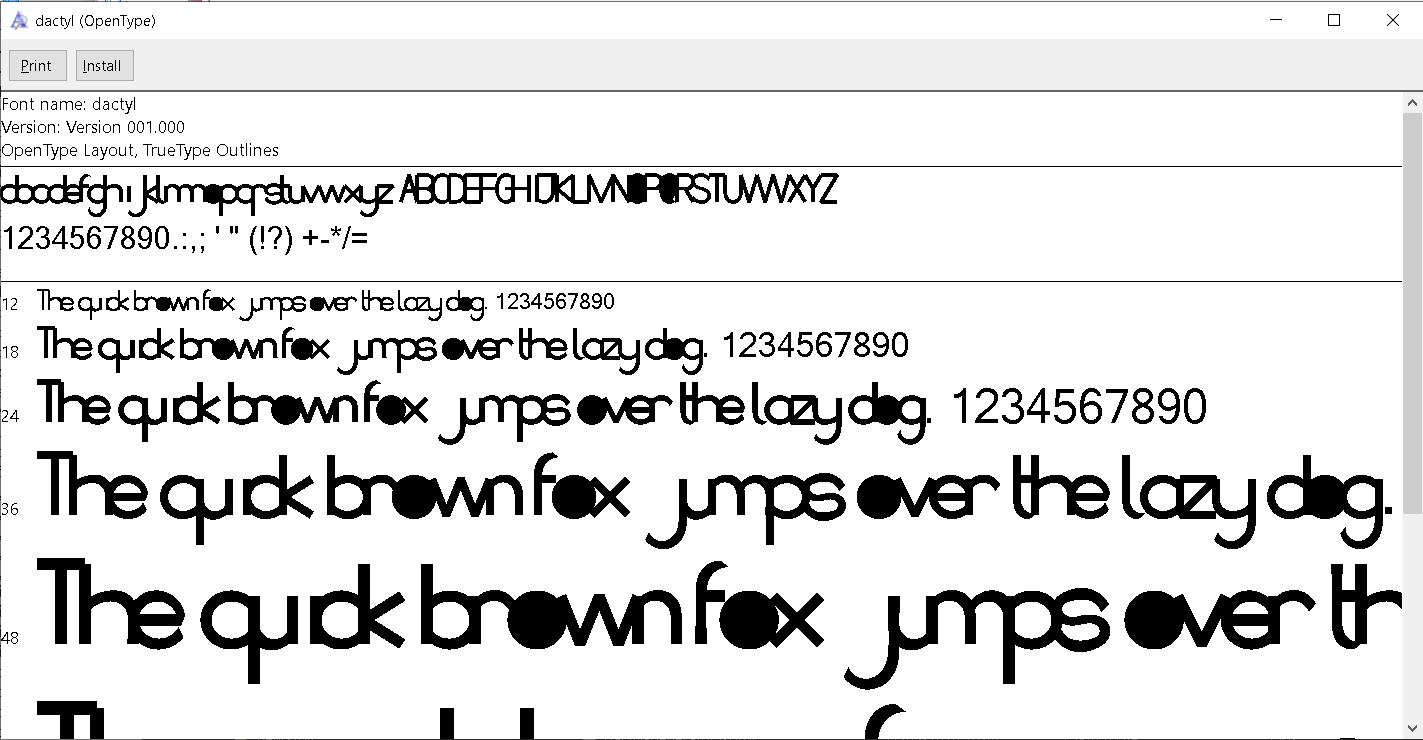 dactyl (OpenType)
Print Install
Font name: dactyl
Version: Version 001.000
OpenType Layout, TrueType Outlines
abcdefghijklmnopqrstuvwxyz ABCDEFGHIJKLMNOPQRSTUVWXYZ
1234567890.:,; ' " (!?) +-*/=
12 The quick brown fox jumps over the lazy dog. 1234567890
18 The quick brown fox jumps over the lazy dog. 1234567890
24 The quick brown fox jumps over the lazy dog. 1234567890
36 The quick brown fox jumps over the lazy dog.
48 The quick brown fox jumps over th